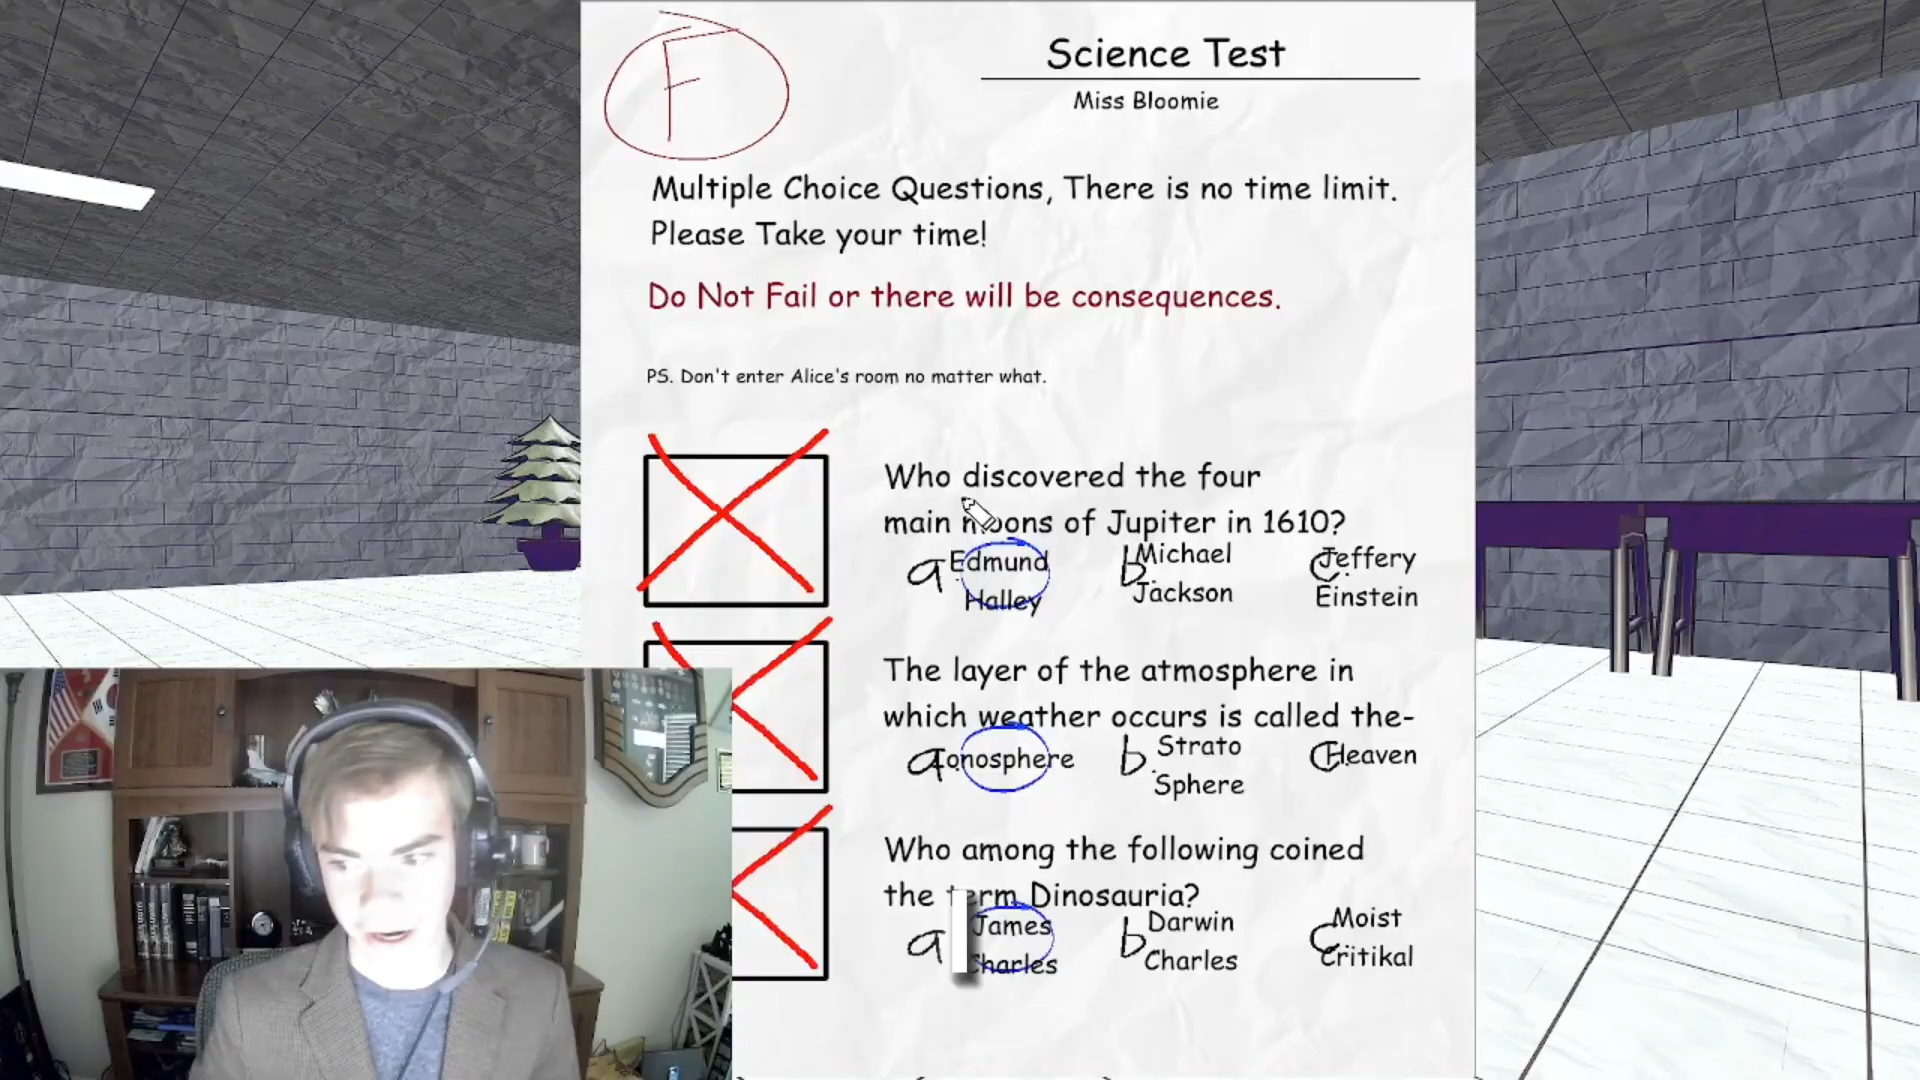 F
Science Test
Miss Bloomie
Multiple Choice Questions, There is no time limit.
Please Take your time!
Do Not Fail or there will be consequences.
PS. Don't enter Alice's room no matter what.
Who discovered the four
main moons of Jupiter in 1610?
a. Edmund Halley
b. Michael Jackson
C. Jeffery Einstein
The layer of the atmosphere in
which weather occurs is called the-
a. Ionosphere
b. Strato Sphere
C. Heaven
Who among the following coined
the term Dinosauria?
a James Charles
b Darwin Charles
C Moist Critikal